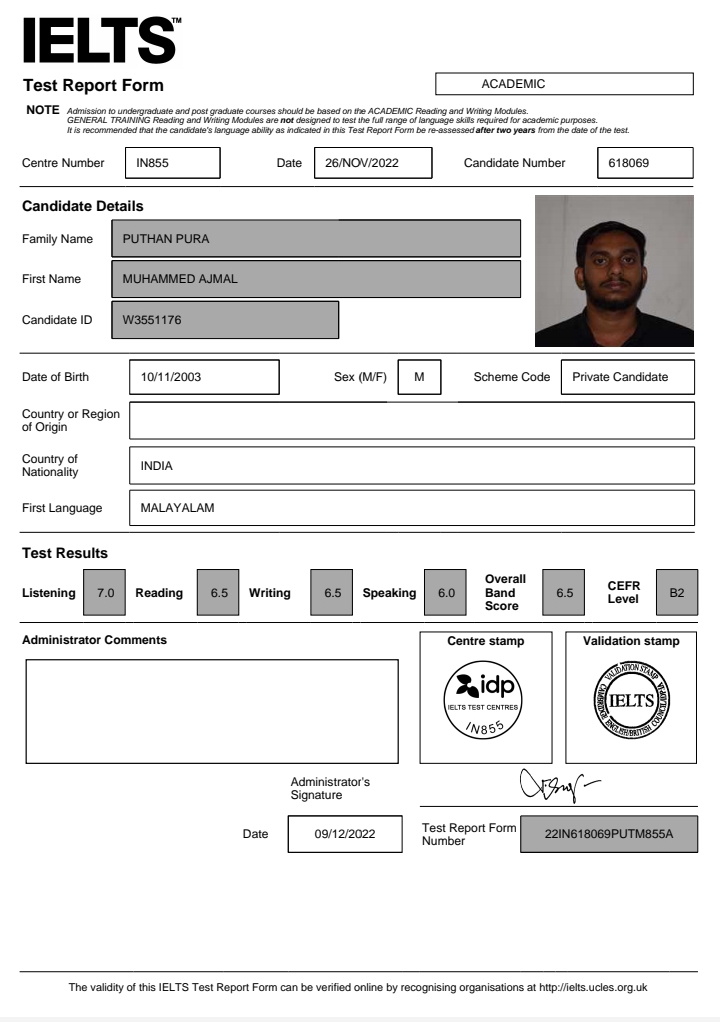 IELTS™
Test Report Form
ACADEMIC
NOTE Admission to undergraduate and post graduate courses should be based on the ACADEMIC Reading and Writing Modules.
GENERAL TRAINING Reading and Writing Modules are not designed to test the full range of language skills required for academic purposes.
It is recommended that the candidate's language ability as indicated in this Test Report Form be re-assessed after two years from the date of the test.
Centre Number IN855 Date 26/NOV/2022 Candidate Number 618069
Candidate Details
Family Name PUTHAN PURA
First Name MUHAMMED AJMAL
Candidate ID W3551176
Date of Birth 10/11/2003 Sex (M/F) M Scheme Code Private Candidate
Country or Region
of Origin
Country of
Nationality INDIA
First Language MALAYALAM
Test Results
Listening 7.0 Reading 6.5 Writing 6.5 Speaking 6.0 Overall Band Score 6.5 CEFR Level B2
Administrator Comments
Centre stamp
idp
IELTS TEST CENTRES
IN855
Validation stamp
VALIDATION STAMP
IELTS
CAMBRIDGE ENGLISH/BRITISH COUNCIL/IDP:IA
Administrator's
Signature
Date 09/12/2022
Test Report Form
Number 22IN618069PUTM855A
The validity of this IELTS Test Report Form can be verified online by recognising organisations at http://ielts.ucles.org.uk